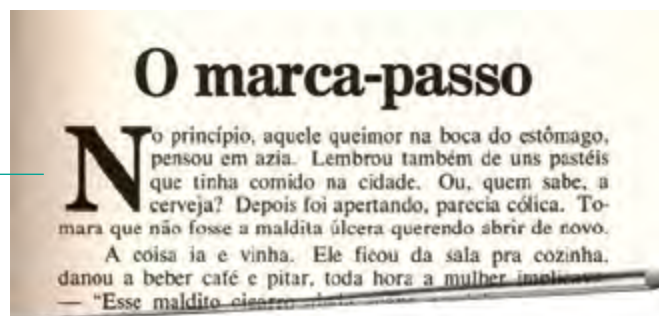 O marca-passo
No princípio, aquele queimor na boca do estômago,
pensou em azia. Lembrou também de uns pastéis
que tinha comido na cidade. Ou, quem sabe, a
cerveja? Depois foi apertando, parecia cólica. To-
mara que não fosse a maldita úlcera querendo abrir de novo.
A coisa ia e vinha. Ele ficou da sala pra cozinha,
danou a beber café e pitar, toda hora a mulher implicava
— "Esse maldito cigarro